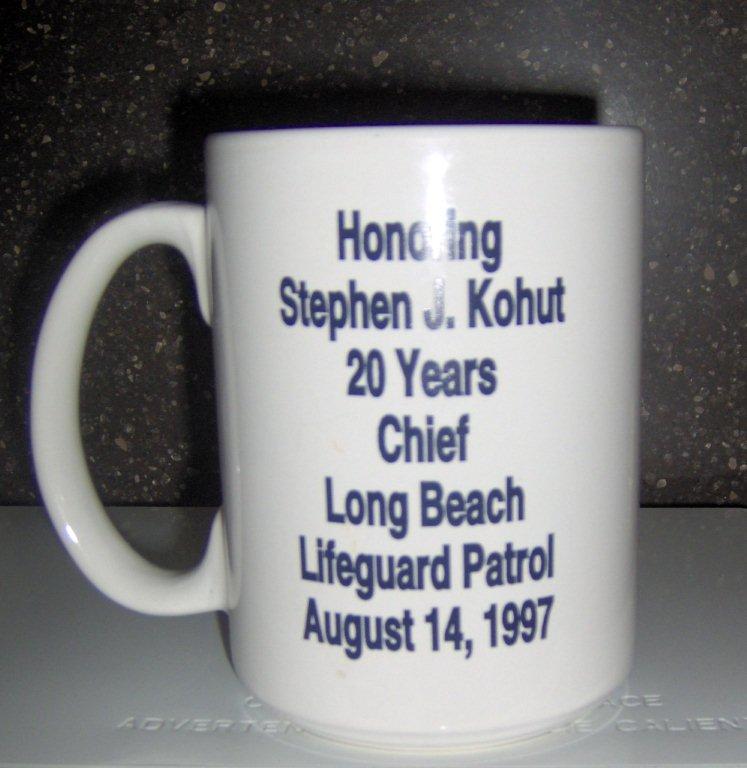 Honoring
Stephen J. Kohut
20 Years
Chief
Long Beach
Lifeguard Patrol
August 14, 1997